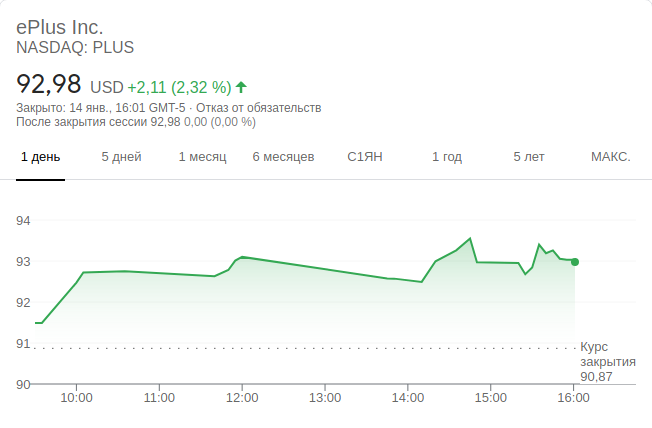 ePlus Inc.
NASDAQ: PLUS
92,98 USD +2,11 (2,32 %)
Закрыто: 14 янв., 16:01 GMT-5 · Отказ от обязательств
После закрытия сессии 92,98 0,00 (0,00 %)
1 день 5 дней 1 месяц 6 месяцев С1ЯН 1 год 5 лет МАКС.
94
93
92
91
90
Курс
закрытия
90,87
10:00 11:00 12:00 13:00 14:00 15:00 16:00